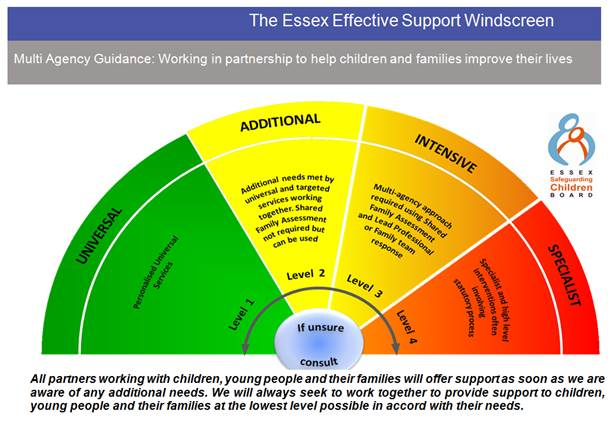 The Essex Effective Support Windscreen
Multi Agency Guidance: Working in partnership to help children and families improve their lives
UNIVERSAL
Personalised Universal
Services
Level 1
ADDITIONAL
Additional needs met by
universal and targeted
services working
together. Shared
Family Assessment
not required but
can be used
Level 2
INTENSIVE
Multi-agency approach
required using Shared
Family Assessment
and Lead Professional
or Family team
response
Level 3
SPECIALIST
Specialist and high level
interventions often
involving
statutory process
Level 4
If unsure
consult
ESSEX
Safeguarding
Children
BOARD
All partners working with children, young people and their families will offer support as soon as we are
aware of any additional needs. We will always seek to work together to provide support to children,
young people and their families at the lowest level possible in accord with their needs.